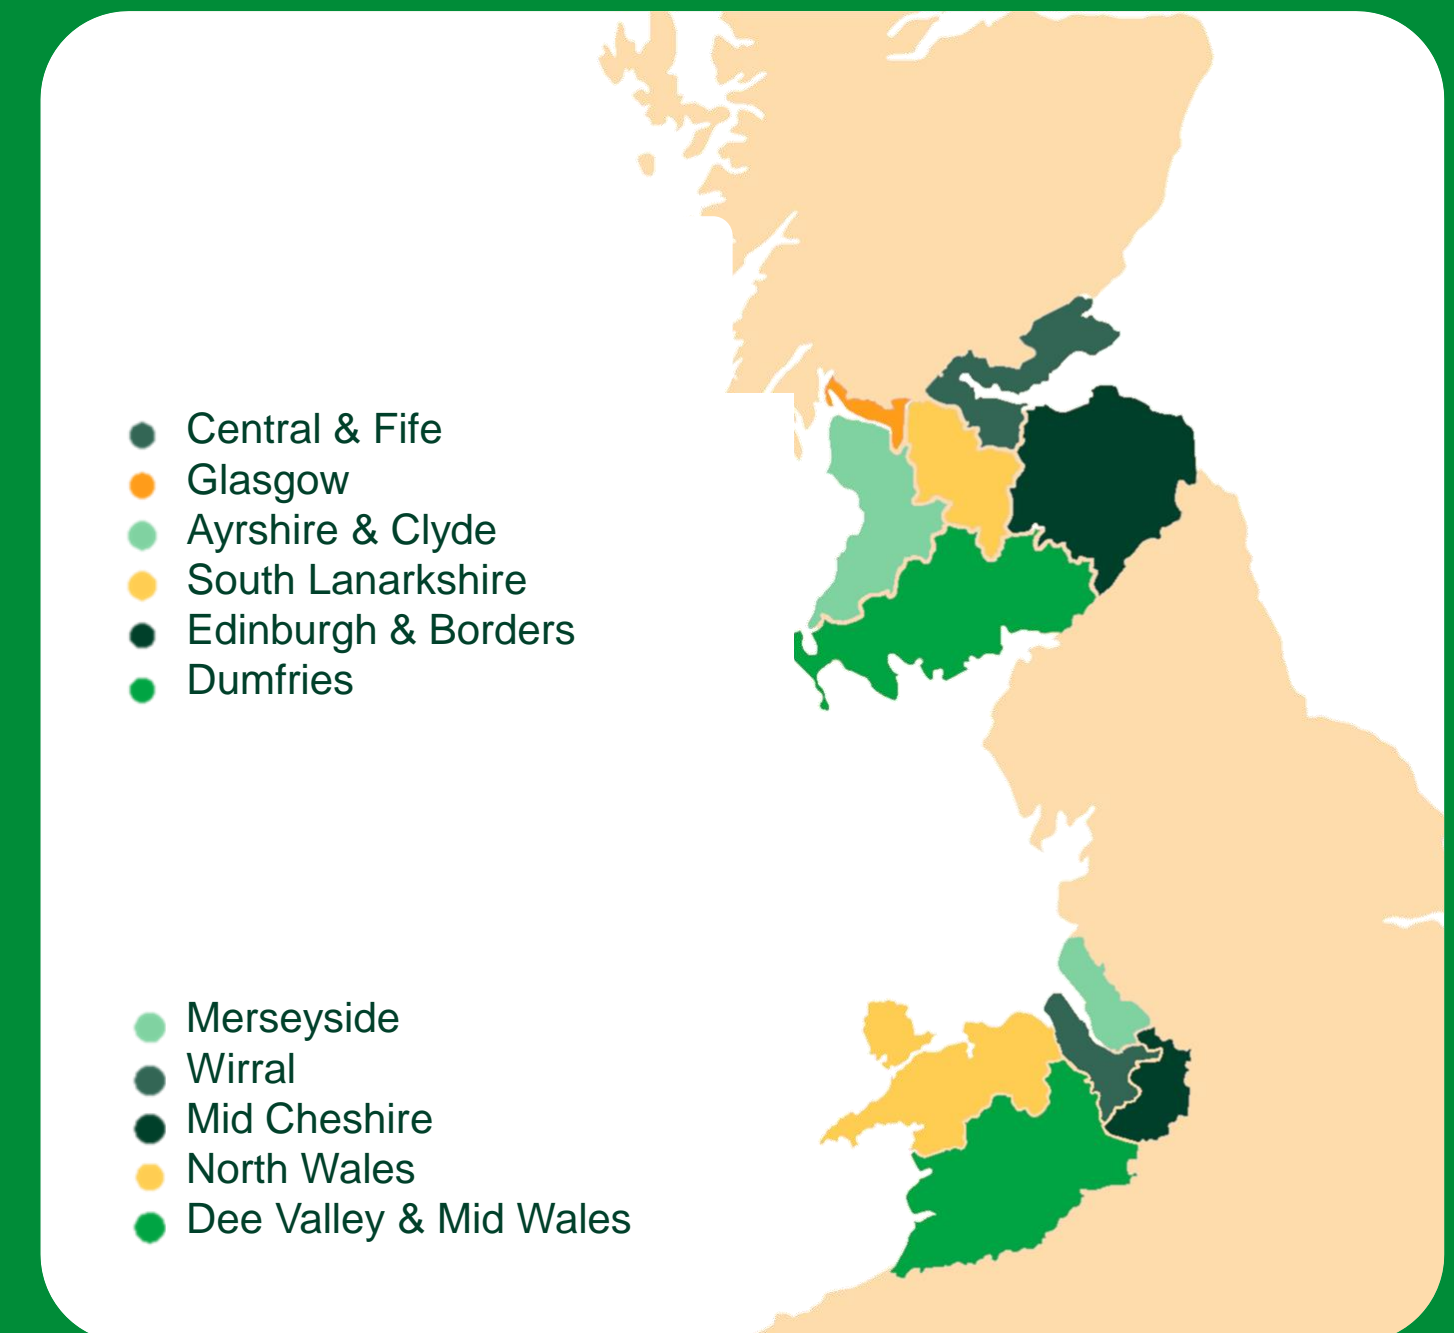 Central & Fife
Glasgow
Ayrshire & Clyde
South Lanarkshire
Edinburgh & Borders
Dumfries
Merseyside
Wirral
Mid Cheshire
North Wales
Dee Valley & Mid Wales